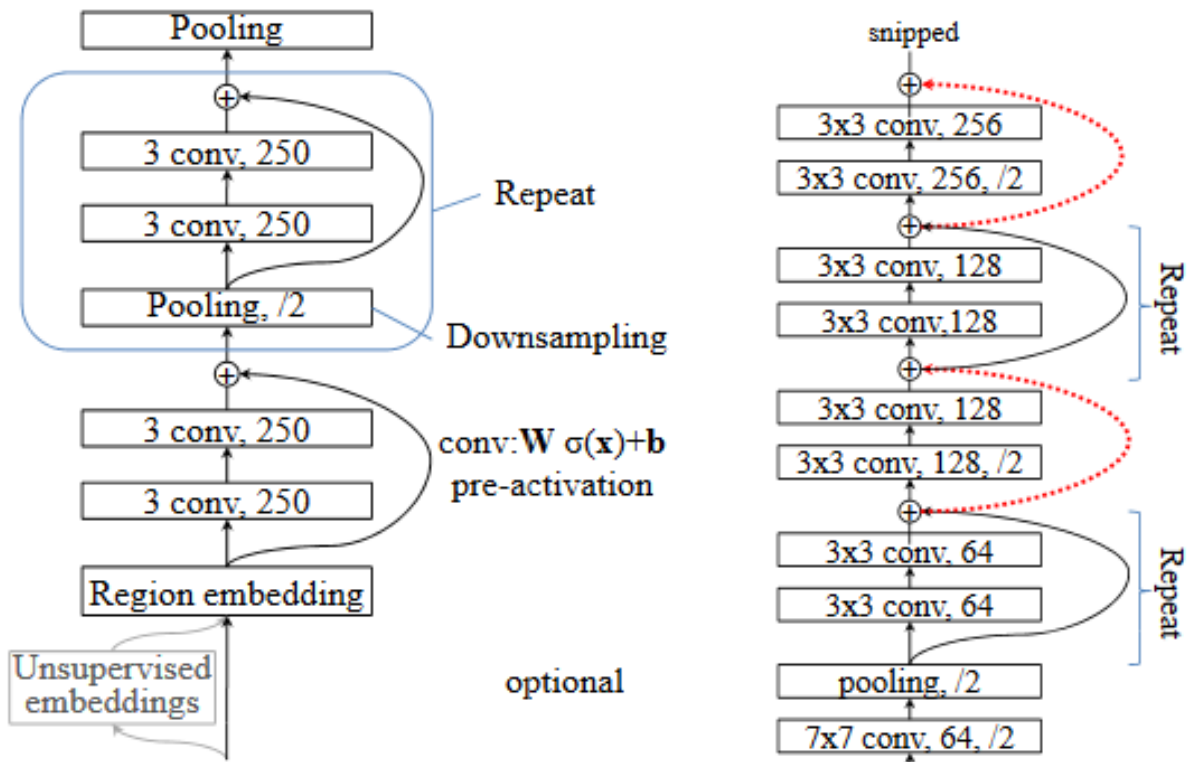 Pooling
3 conv, 250
3 conv, 250
Repeat
Pooling, /2
Downsampling
3 conv, 250
conv:W σ(x)+b
pre-activation
3 conv, 250
Region embedding
Unsupervised
embeddings
optional
snipped
3x3 conv, 256
3x3 conv, 256, /2
3x3 conv, 128
3x3 conv,128
Repeat
3x3 conv, 128
3x3 conv, 128, /2
3x3 conv, 64
3x3 conv, 64
Repeat
pooling, /2
7x7 conv, 64, /2